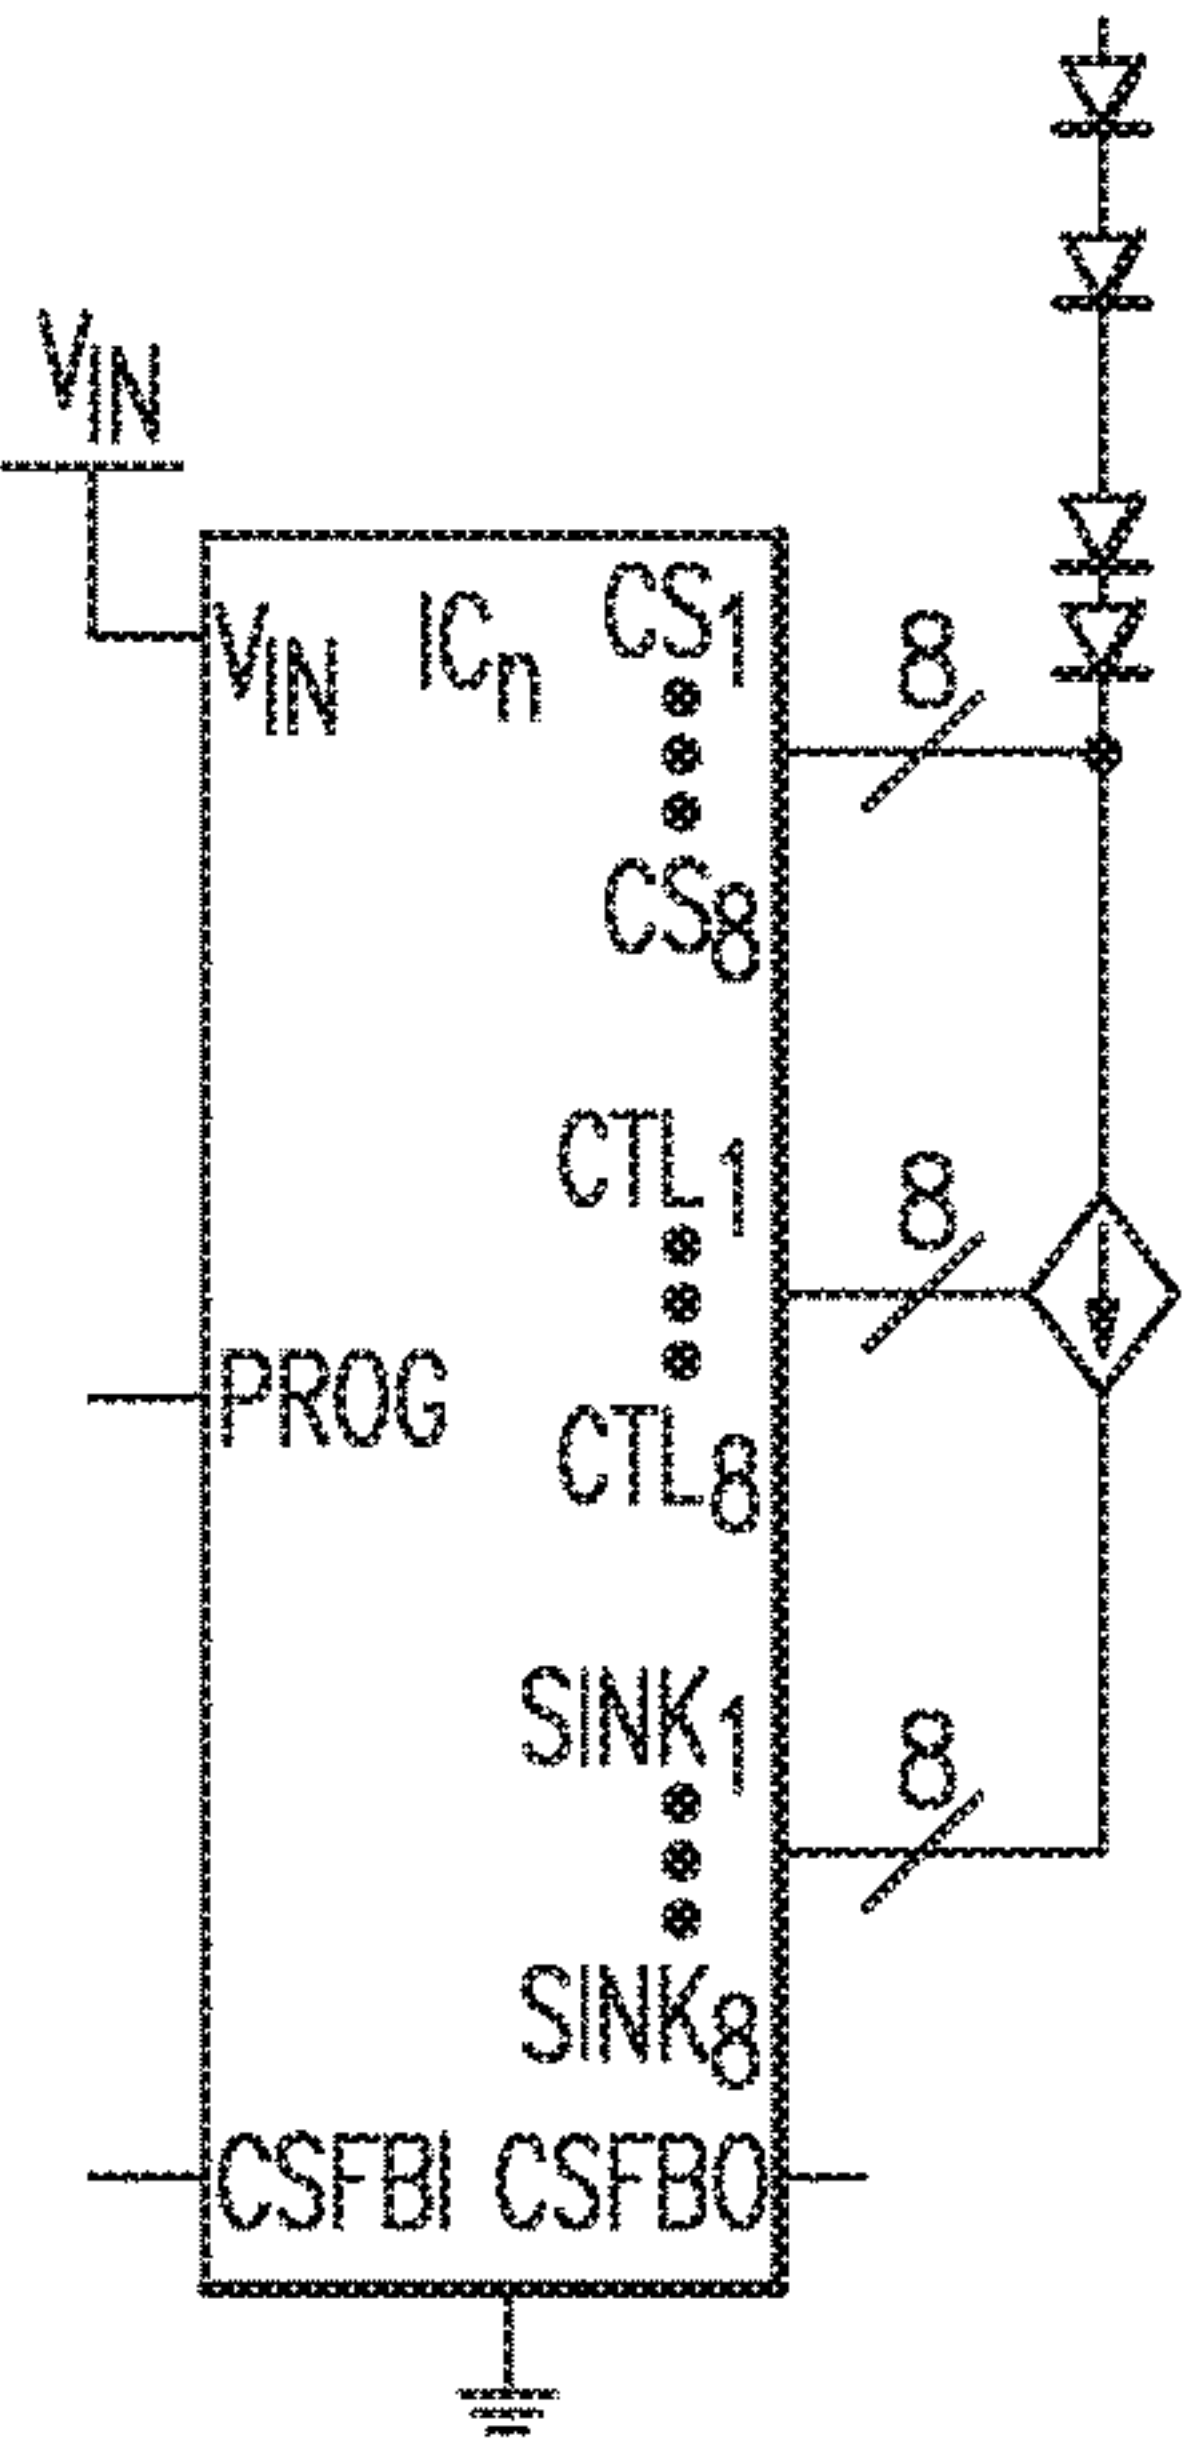 VIN
VIN ICn CS1
8
CS8
CTL1
8
PROG
CTL8
SINK1
8
SINK8
CSFBI CSFBO